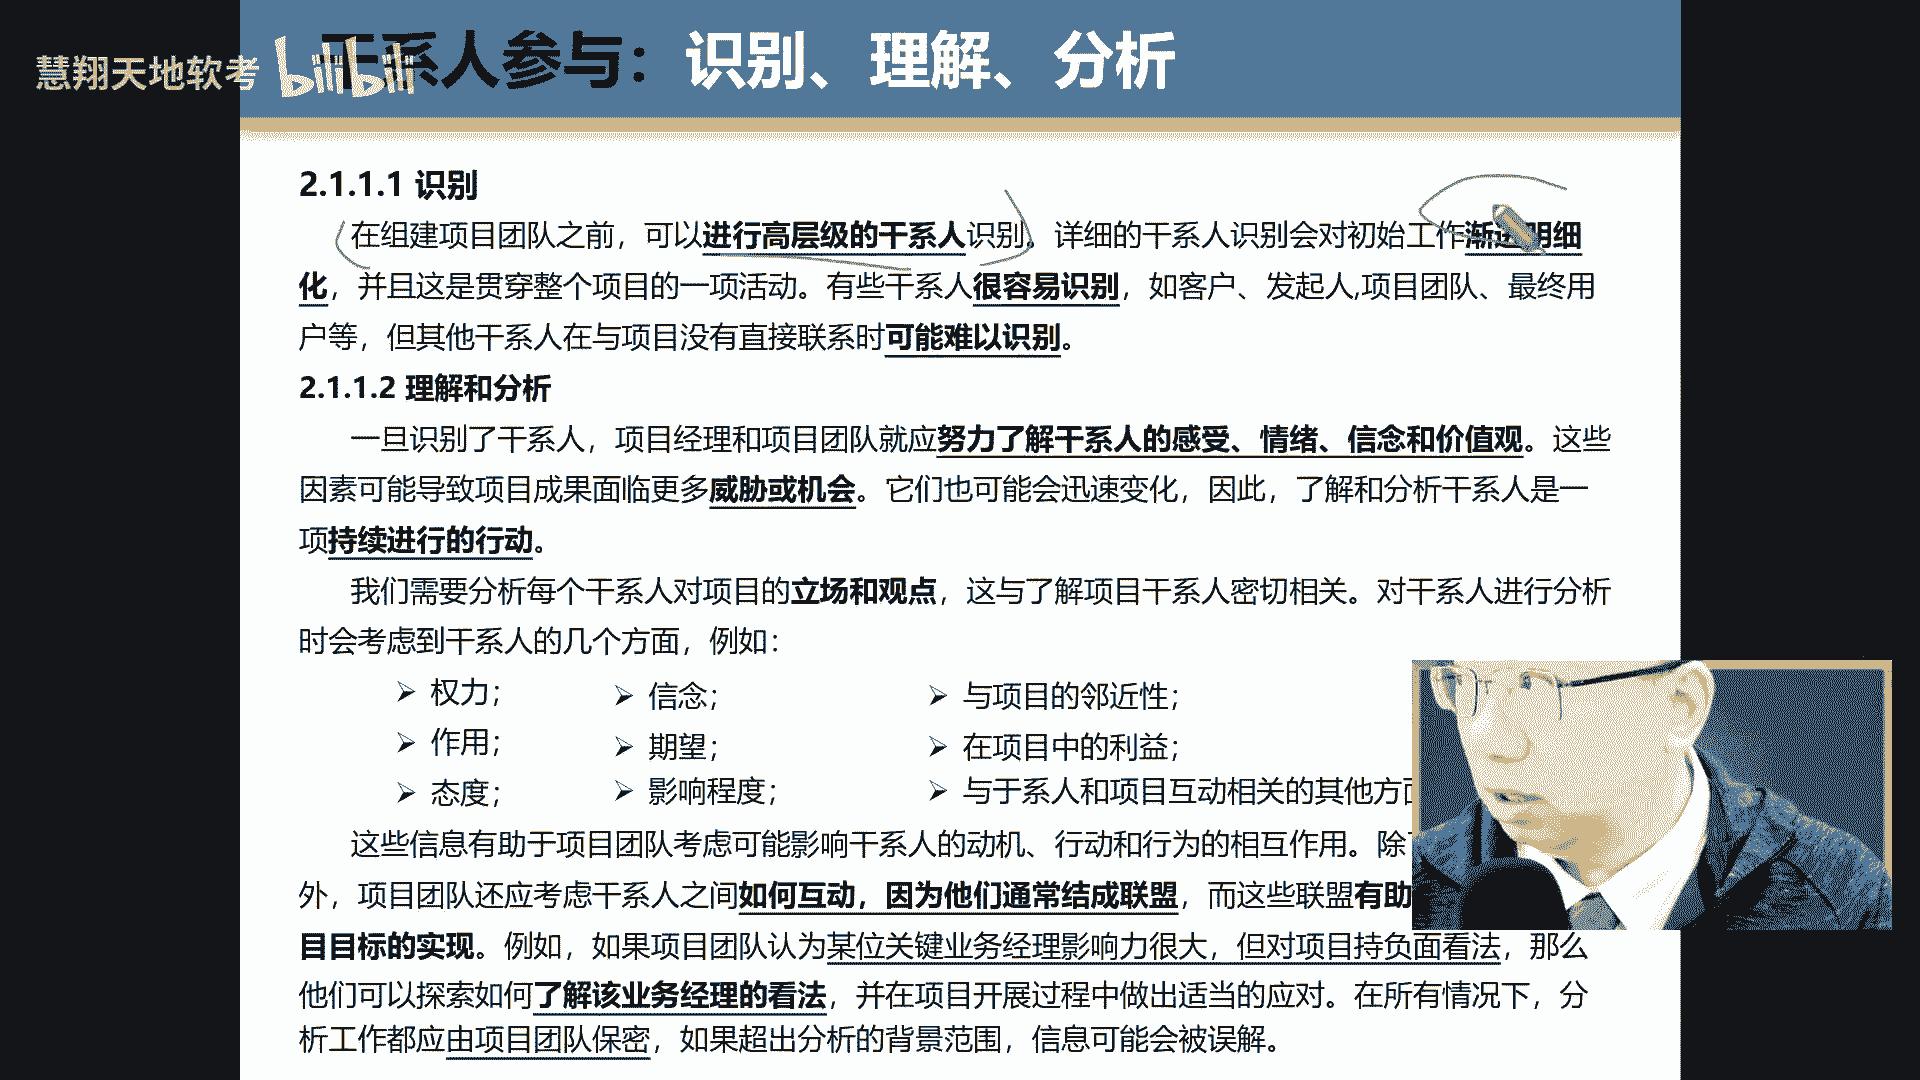 慧翔天地软考 bilibili
干系人参与：识别、理解、分析
2.1.1.1 识别
在组建项目团队之前，可以进行高层级的干系人识别。详细的干系人识别会对初始工作渐进明细
化，并且这是贯穿整个项目的一项活动。有些干系人很容易识别，如客户、发起人,项目团队、最终用
户等，但其他干系人在与项目没有直接联系时可能难以识别。
2.1.1.2 理解和分析
一旦识别了干系人，项目经理和项目团队就应努力了解干系人的感受、情绪、信念和价值观。这些
因素可能导致项目成果面临更多威胁或机会。它们也可能会迅速变化，因此，了解和分析干系人是一
项持续进行的行动。
我们需要分析每个干系人对项目的立场和观点，这与了解项目干系人密切相关。对干系人进行分析
时会考虑到干系人的几个方面，例如：
➢ 权力； ➢ 信念； ➢ 与项目的邻近性；
➢ 作用； ➢ 期望； ➢ 在项目中的利益；
➢ 态度； ➢ 影响程度； ➢ 与于系人和项目互动相关的其他方面
这些信息有助于项目团队考虑可能影响干系人的动机、行动和行为的相互作用。除
外，项目团队还应考虑干系人之间如何互动，因为他们通常结成联盟，而这些联盟有助
目目标的实现。例如，如果项目团队认为某位关键业务经理影响力很大，但对项目持负面看法，那么
他们可以探索如何了解该业务经理的看法，并在项目开展过程中做出适当的应对。在所有情况下，分
析工作都应由项目团队保密，如果超出分析的背景范围，信息可能会被误解。